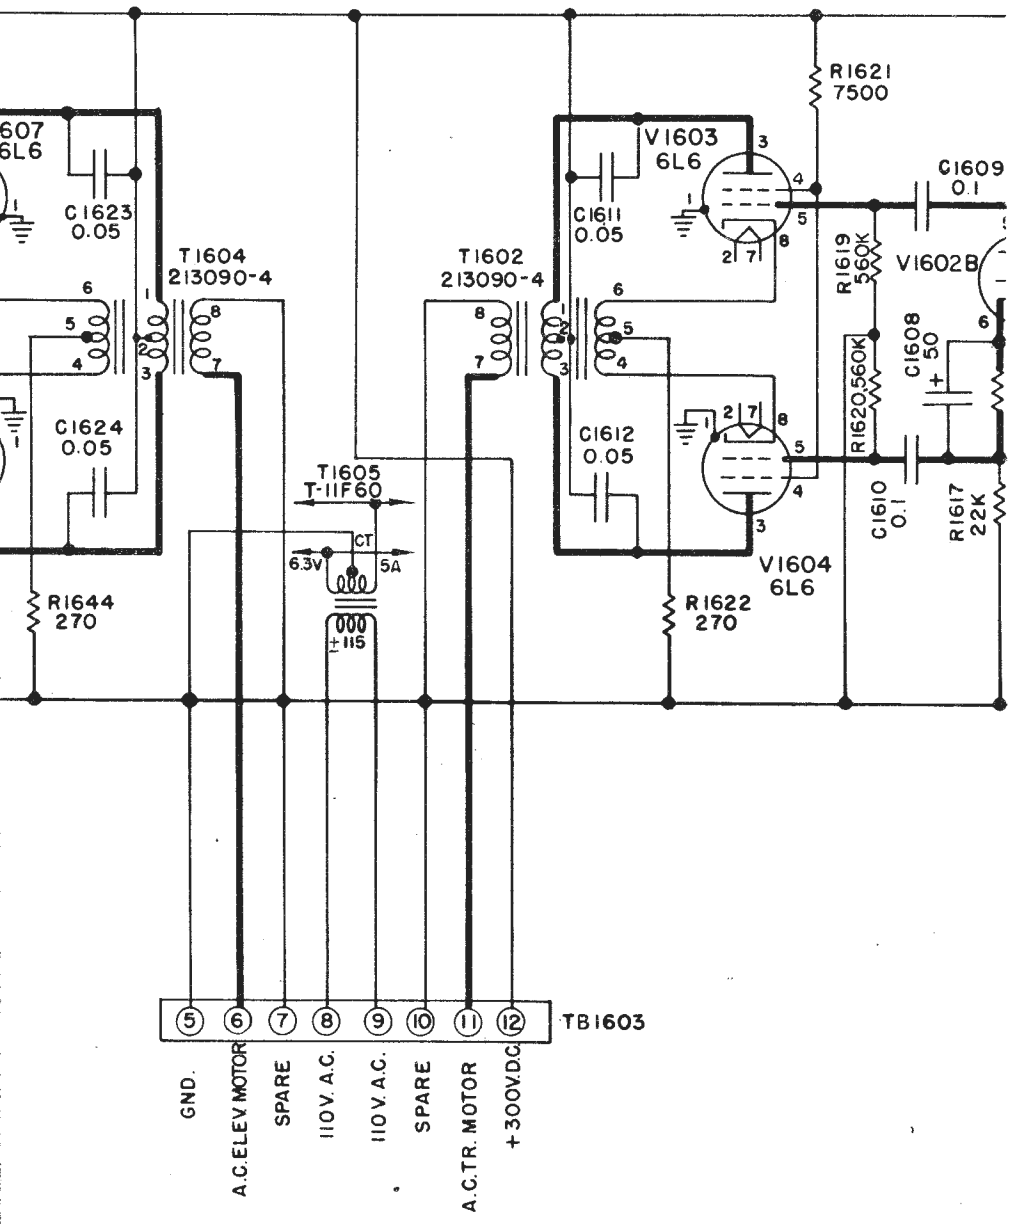 R1621
7500
607
6L6
V1603
6L6
3
4
5
8
1
2
7
C1609
0.1
C1623
0.05
1
C1611
0.05
R1619
560K
V1602B
6
T1604
213090-4
T1602
213090-4
6
5
4
1
2
3
8
7
8
7
1
2
3
6
5
4
C1608
50
+
R1620,560K
C1624
0.05
1
C1612
0.05
1
2
7
8
5
4
3
T1605
T-11F60
CT
6.3V
5A
± 115
C1610
0.1
R1617
22K
V1604
6L6
R1644
270
R1622
270
5
6
7
8
9
10
11
12
TB1603
GND.
A.C.ELEV.MOTOR
SPARE
110V. A.C.
110V. A.C.
SPARE
A.C.TR. MOTOR
+300V.D.C.